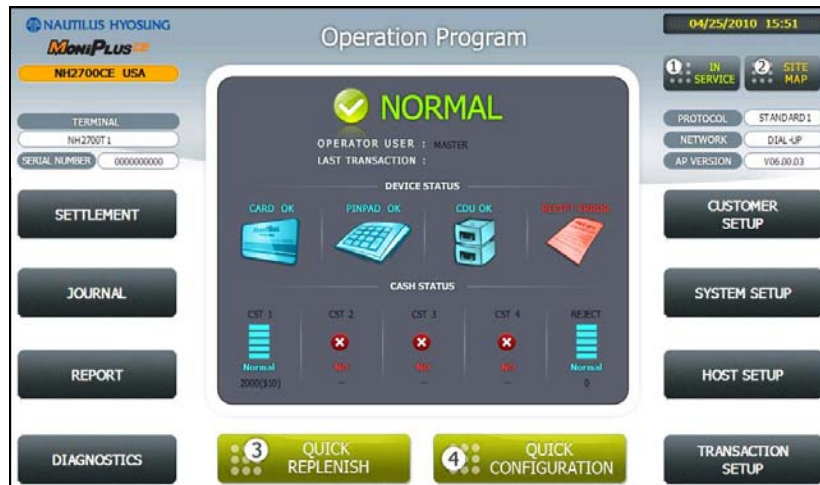 NAUTILUS HYOSUNG
MONiPLUS CE
NH2700CE USA
Operation Program
04/25/2010 15:51
1 IN SERVICE
2 SITE MAP
TERMINAL
NH2700T1
SERIAL NUMBER 0000000000
PROTOCOL STANDARD1
NETWORK DIAL-UP
AP VERSION V06.00.03
NORMAL
OPERATOR USER : MASTER
LAST TRANSACTION :
DEVICE STATUS
CARD OK
PINPAD OK
CDU OK
RECEIPT ERROR
CASH STATUS
CST 1
CST 2
CST 3
CST 4
REJECT
Normal
NO
NO
NO
Normal
2000($10)
--
--
--
0
SETTLEMENT
JOURNAL
REPORT
DIAGNOSTICS
CUSTOMER
SETUP
SYSTEM SETUP
HOST SETUP
TRANSACTION
SETUP
3 QUICK
REPLENISH
4 QUICK
CONFIGURATION